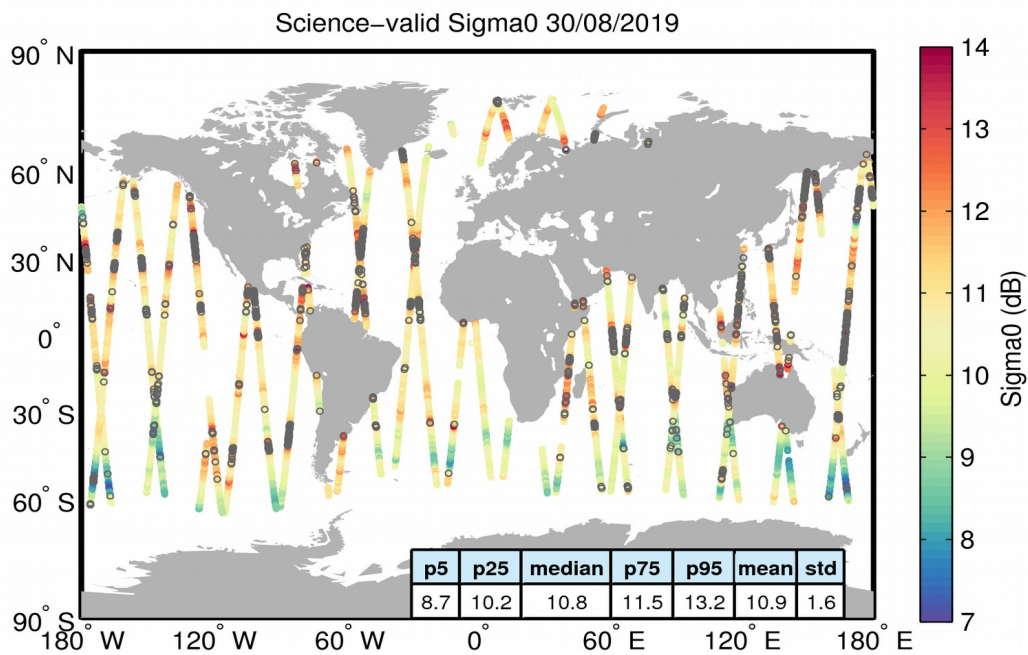 Science−valid Sigma0 30/08/2019
90° N
60° N
30° N
0°
30° S
60° S
90° S
180° W
120° W
60° W
0°
60° E
120° E
180° E
14
13
12
11
10
9
8
7
Sigma0 (dB)
p5 p25 median p75 p95 mean std
8.7 10.2 10.8 11.5 13.2 10.9 1.6